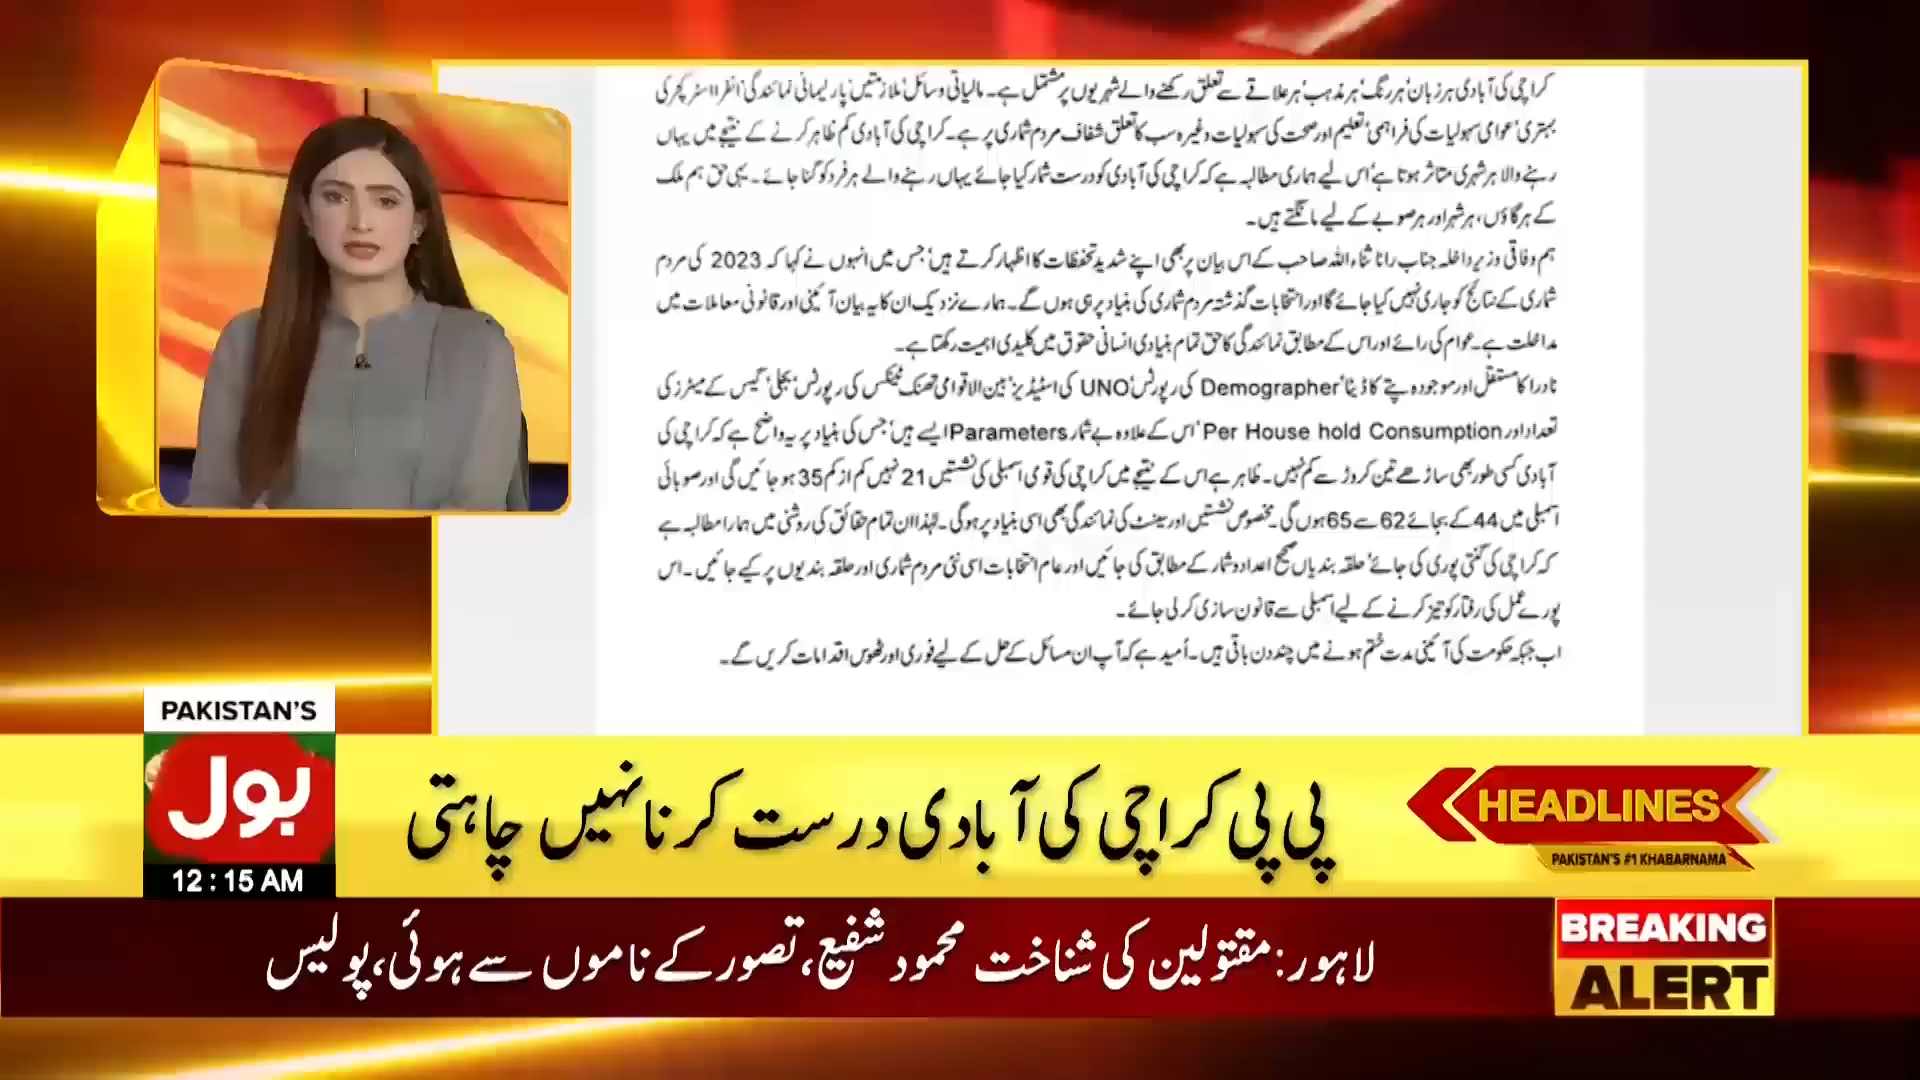 کراچی کی آبادی ہر زبان' ہر رنگ' ہر مذہب' ہر علاقے سے تعلق رکھنے والے شہریوں پر مشتمل ہے۔ مالیاتی وسائل' ملازمتیں' پارلیمانی نمائندگی' انفرا اسٹرکچر کی
بہتری' عوامی سہولیات کی فراہمی' تعلیم اور صحت کی سہولیات وغیرہ سب کا تعلق شفاف مردم شماری پر ہے۔ کراچی کی آبادی کم ظاہر کرنے کے نتیجے میں یہاں
رہنے والا ہر شہری متاثر ہوتا ہے' اس لیے ہماری مطالبہ ہے کہ کراچی کی آبادی کو درست شمار کیا جائے یہاں رہنے والے ہر فرد کو گنا جائے۔ یہی حق ہم ملک
کے ہر گاؤں، ہر شہر اور ہر صوبے کے لیے مانگتے ہیں۔
ہم وفاقی وزیر داخلہ جناب رانا ثناء اللہ صاحب کے اس بیان پر بھی اپنے شدید تحفظات کا اظہار کرتے ہیں' جس میں انہوں نے کہا کہ 2023 کی مردم
شماری کے نتائج کو جاری نہیں کیا جائے گا اور انتخابات گذشتہ مردم شماری کی بنیاد پر ہی ہوں گے۔ ہمارے نزدیک ان کا یہ بیان آئینی اور قانونی معاملات میں
مداخلت ہے۔ عوام کی رائے اور اس کے مطابق نمائندگی کا حق تمام بنیادی انسانی حقوق میں کلیدی اہمیت رکھتا ہے۔
نادرا کا مستقل اور موجودہ پتے کا ڈیٹا' Demographer کی رپورٹس' UNO کی اسٹیڈیز' بین الاقوامی تھنک ٹینکس کی رپورٹس' بجلی' گیس کے میٹرز کی
تعداد اور Per House hold Consumption' اس کے علاوہ بے شمار Parameters ایسے ہیں' جس کی بنیاد پر یہ واضح ہے کہ کراچی کی
آبادی کسی طور بھی ساڑھے تین کروڑ سے کم نہیں۔ ظاہر ہے اس کے نتیجے میں کراچی کی قومی اسمبلی کی نشستیں 21 نہیں کم از کم 35 ہو جائیں گی اور صوبائی
اسمبلی میں 44 کے بجائے 62 سے 65 ہوں گی۔ مخصوص نشستیں اور سینٹ کی نمائندگی بھی اسی بنیاد پر ہوگی۔ لہٰذا ان تمام حقائق کی روشنی میں ہمارا مطالبہ ہے
کہ کراچی کی گنتی پوری کی جائے' حلقہ بندیاں صحیح اعداد و شمار کے مطابق کی جائیں اور عام انتخابات اسی نئی مردم شماری اور حلقہ بندیوں پر کیے جائیں۔ اس
پورے عمل کی رفتار کو تیز کرنے کے لیے اسمبلی سے قانون سازی کر لی جائے۔
اب جبکہ حکومت کی آئینی مدت ختم ہونے میں چند دن باقی ہیں۔ اُمید ہے کہ آپ ان مسائل کے حل کے لیے فوری اور ٹھوس اقدامات کریں گے۔
PAKISTAN'S
بول
12:15 AM
پی پی کراچی کی آبادی درست کرنا نہیں چاہتی
HEADLINES
PAKISTAN'S #1 KHABARNAMA
لاہور: مقتولین کی شناخت محمود شفیع، تصور کے ناموں سے ہوئی، پولیس
BREAKING
ALERT